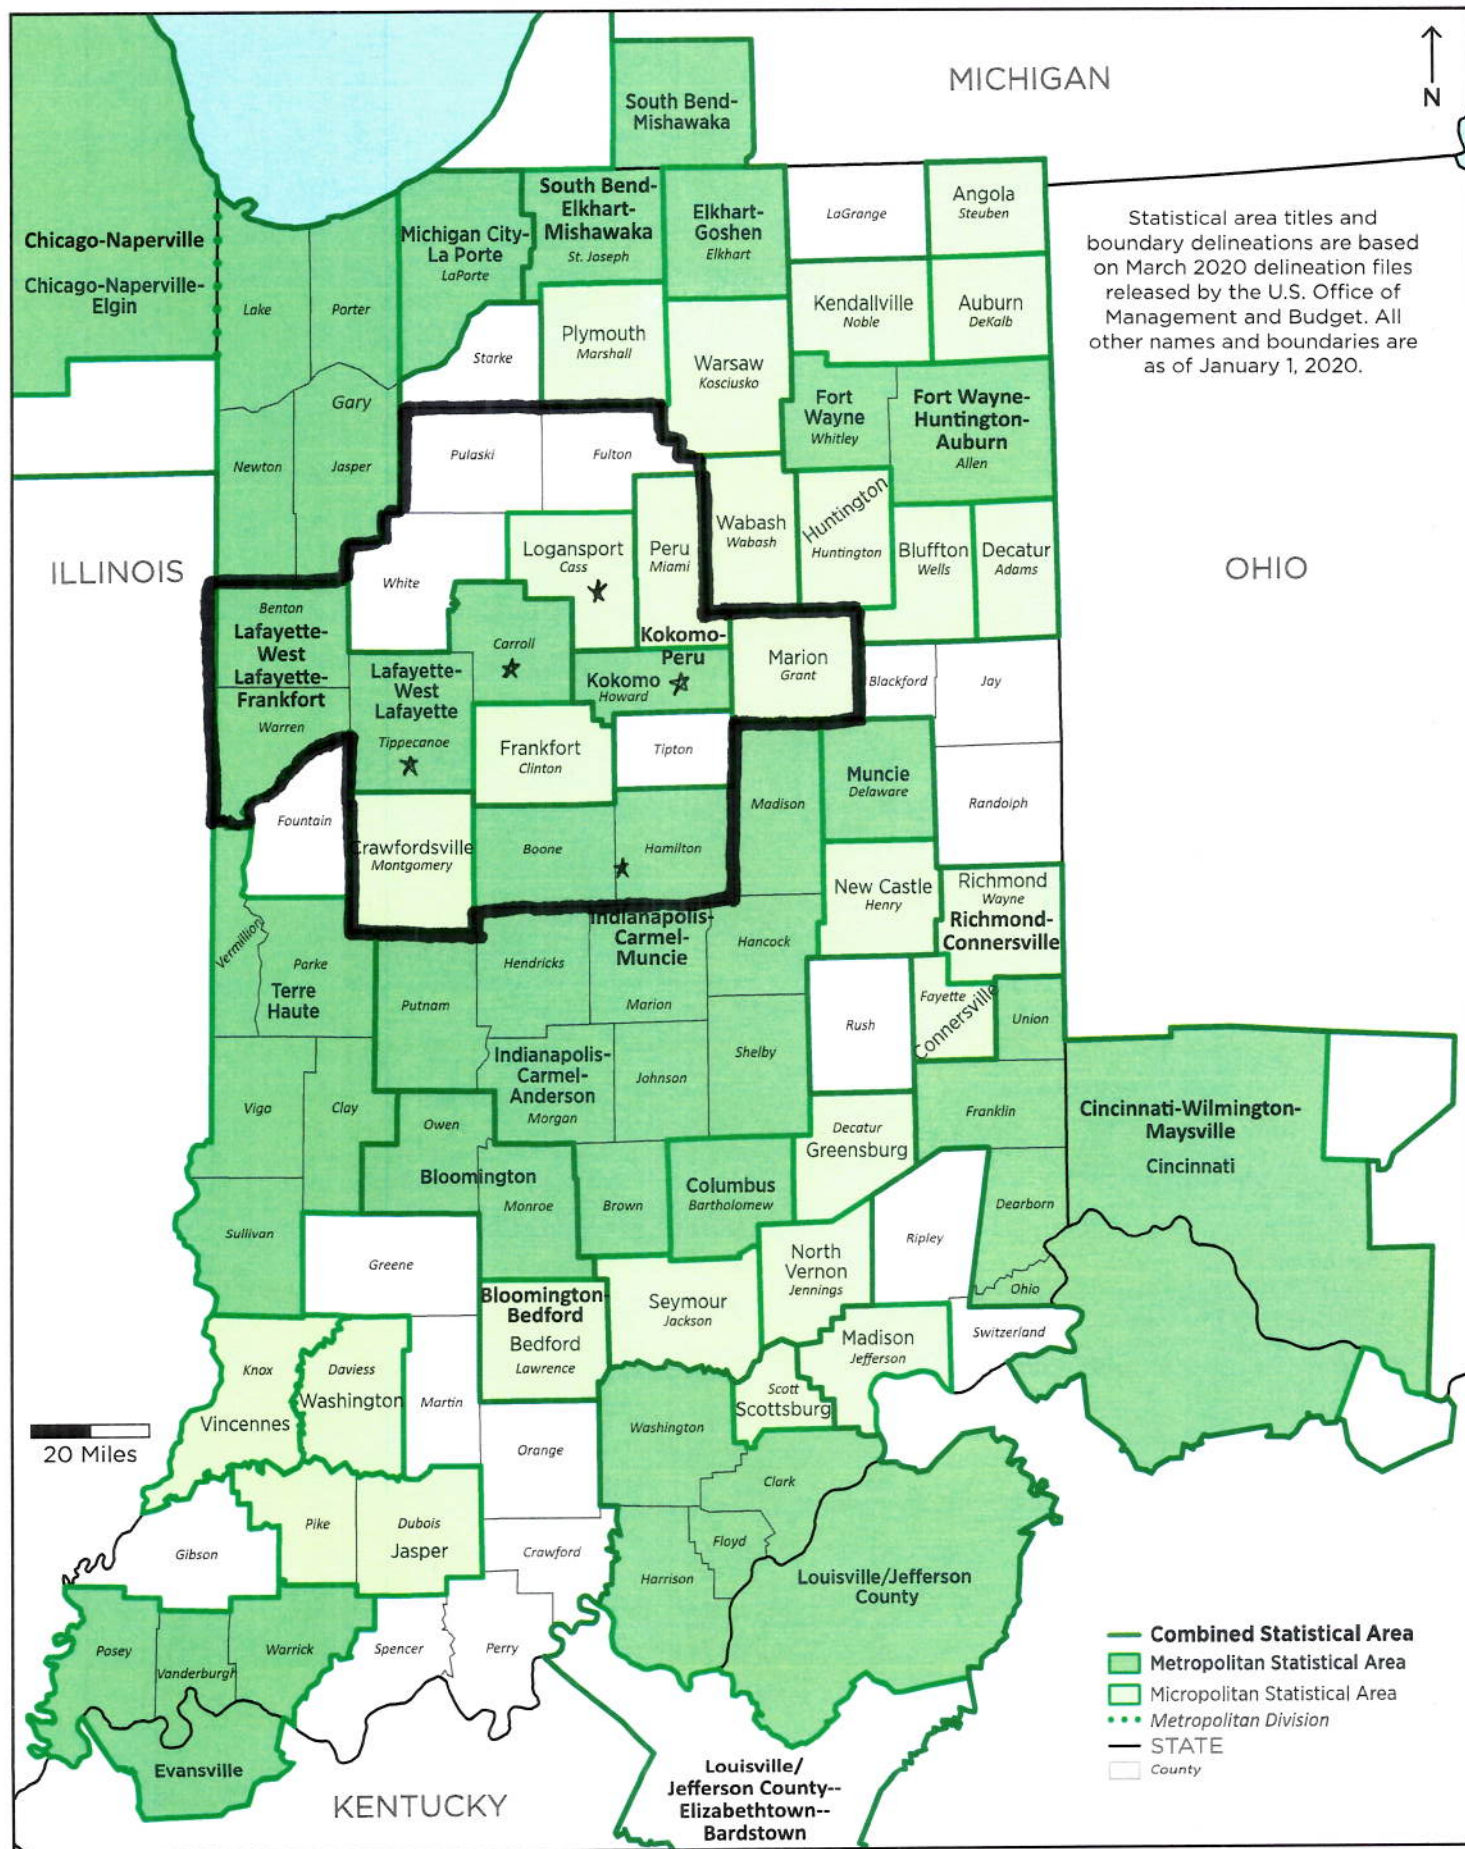 MICHIGAN
N
South Bend-
Mishawaka
Chicago-Naperville
Chicago-Naperville-
Elgin
Lake
Porter
Michigan City-
La Porte
LaPorte
South Bend-
Elkhart-
Mishawaka
St. Joseph
Elkhart-
Goshen
Elkhart
LaGrange
Angola
Steuben
Statistical area titles and
boundary delineations are based
on March 2020 delineation files
released by the U.S. Office of
Management and Budget. All
other names and boundaries are
as of January 1, 2020.
Starke
Plymouth
Marshall
Warsaw
Kosciusko
Kendallville
Noble
Auburn
DeKalb
Gary
Newton
Jasper
Pulaski
Fulton
Fort
Wayne
Whitley
Fort Wayne-
Huntington-
Auburn
Allen
ILLINOIS
White
Logansport
Cass
Peru
Miami
Wabash
Wabash
Huntington
Huntington
Bluffton
Wells
Decatur
Adams
OHIO
Benton
Lafayette-
West
Lafayette-
Frankfort
Warren
Lafayette-
West
Lafayette
Tippecanoe
Carroll
Kokomo-
Peru
Kokomo
Howard
Marion
Grant
Blackford
Jay
Frankfort
Clinton
Tipton
Fountain
Crawfordsville
Montgomery
Boone
Hamilton
Madison
Muncie
Delaware
Randolph
New Castle
Henry
Richmond
Wayne
Richmond-
Connersville
Vermillion
Parke
Terre
Haute
Putnam
Hendricks
Indianapolis-
Carmel-
Muncie
Marion
Hancock
Rush
Fayette
Connersville
Union
Indianapolis-
Carmel-
Anderson
Morgan
Johnson
Shelby
Vigo
Clay
Owen
Bloomington
Monroe
Brown
Columbus
Bartholomew
Decatur
Greensburg
Franklin
Cincinnati-Wilmington-
Maysville
Cincinnati
Sullivan
Greene
Bloomington-
Bedford
Bedford
Lawrence
Seymour
Jackson
North
Vernon
Jennings
Ripley
Dearborn
Ohio
Switzerland
Madison
Jefferson
Knox
Vincennes
Daviess
Washington
Martin
Orange
Washington
Scott
Scottsburg
20 Miles
Clark
Floyd
Harrison
Louisville/Jefferson
County
Gibson
Pike
Dubois
Jasper
Crawford
Posey
Vanderburgh
Warrick
Spencer
Perry
Evansville
KENTUCKY
Louisville/
Jefferson County--
Elizabethtown--
Bardstown
Combined Statistical Area
Metropolitan Statistical Area
Micropolitan Statistical Area
Metropolitan Division
STATE
County